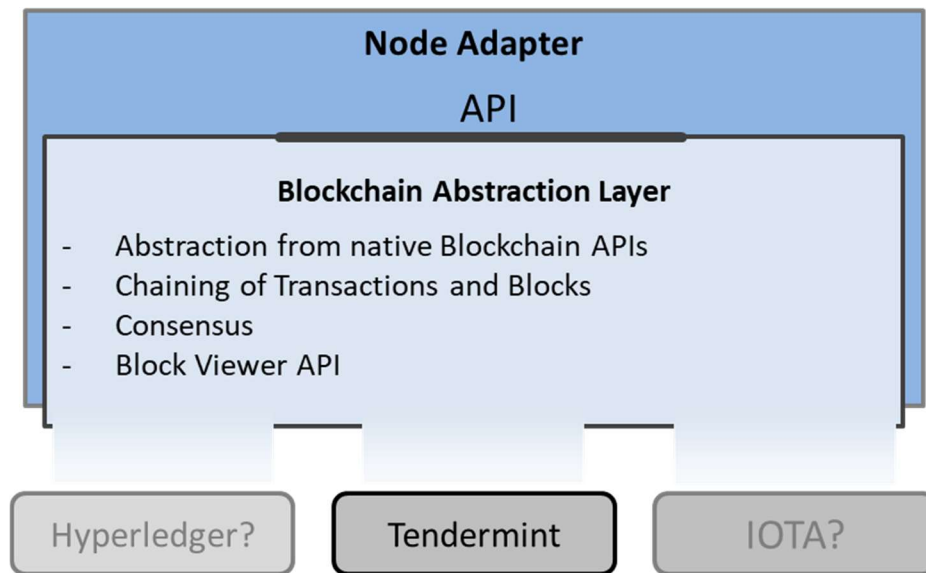 Node Adapter
API
Blockchain Abstraction Layer
- Abstraction from native Blockchain APIs
- Chaining of Transactions and Blocks
- Consensus
- Block Viewer API
Hyperledger? Tendermint IOTA?